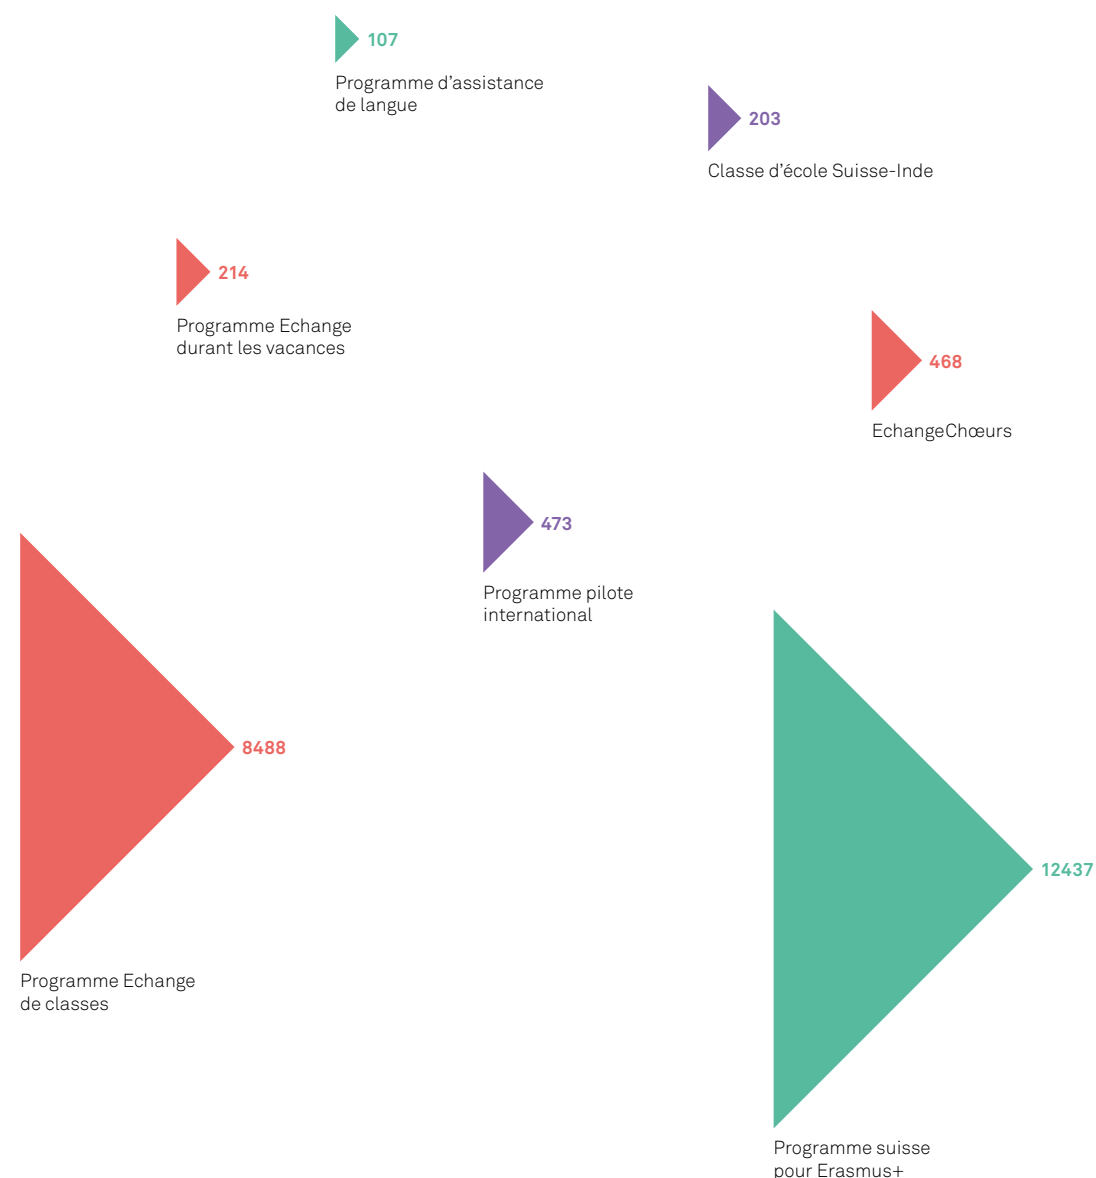 107
Programme d’assistance
de langue
203
Classe d’école Suisse-Inde
214
Programme Echange
durant les vacances
468
EchangeChœurs
473
Programme pilote
international
8488
Programme Echange
de classes
12437
Programme suisse
pour Erasmus+